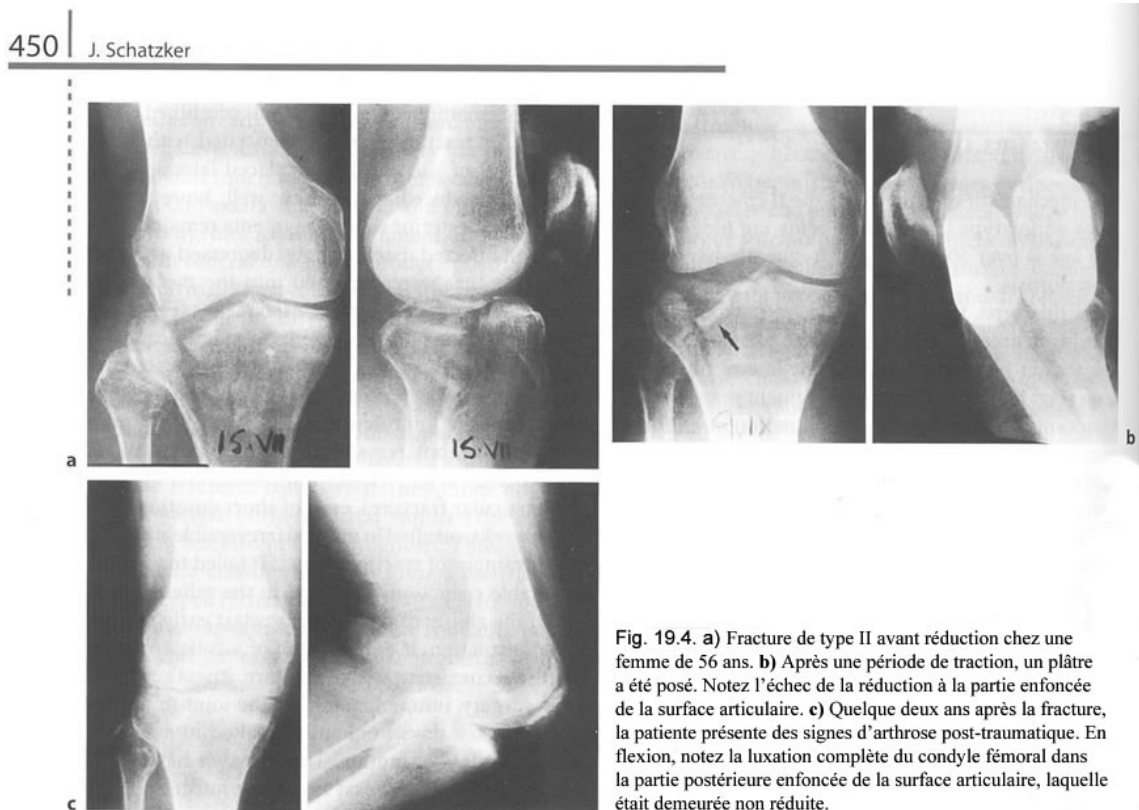 450
J. Schatzker
15.VII
15.VII
a
b
c
Fig. 19.4. a) Fracture de type II avant réduction chez une
femme de 56 ans. b) Après une période de traction, un plâtre
a été posé. Notez l'échec de la réduction à la partie enfoncée
de la surface articulaire. c) Quelque deux ans après la fracture,
la patiente présente des signes d'arthrose post-traumatique. En
flexion, notez la luxation complète du condyle fémoral dans
la partie postérieure enfoncée de la surface articulaire, laquelle
était demeurée non réduite.